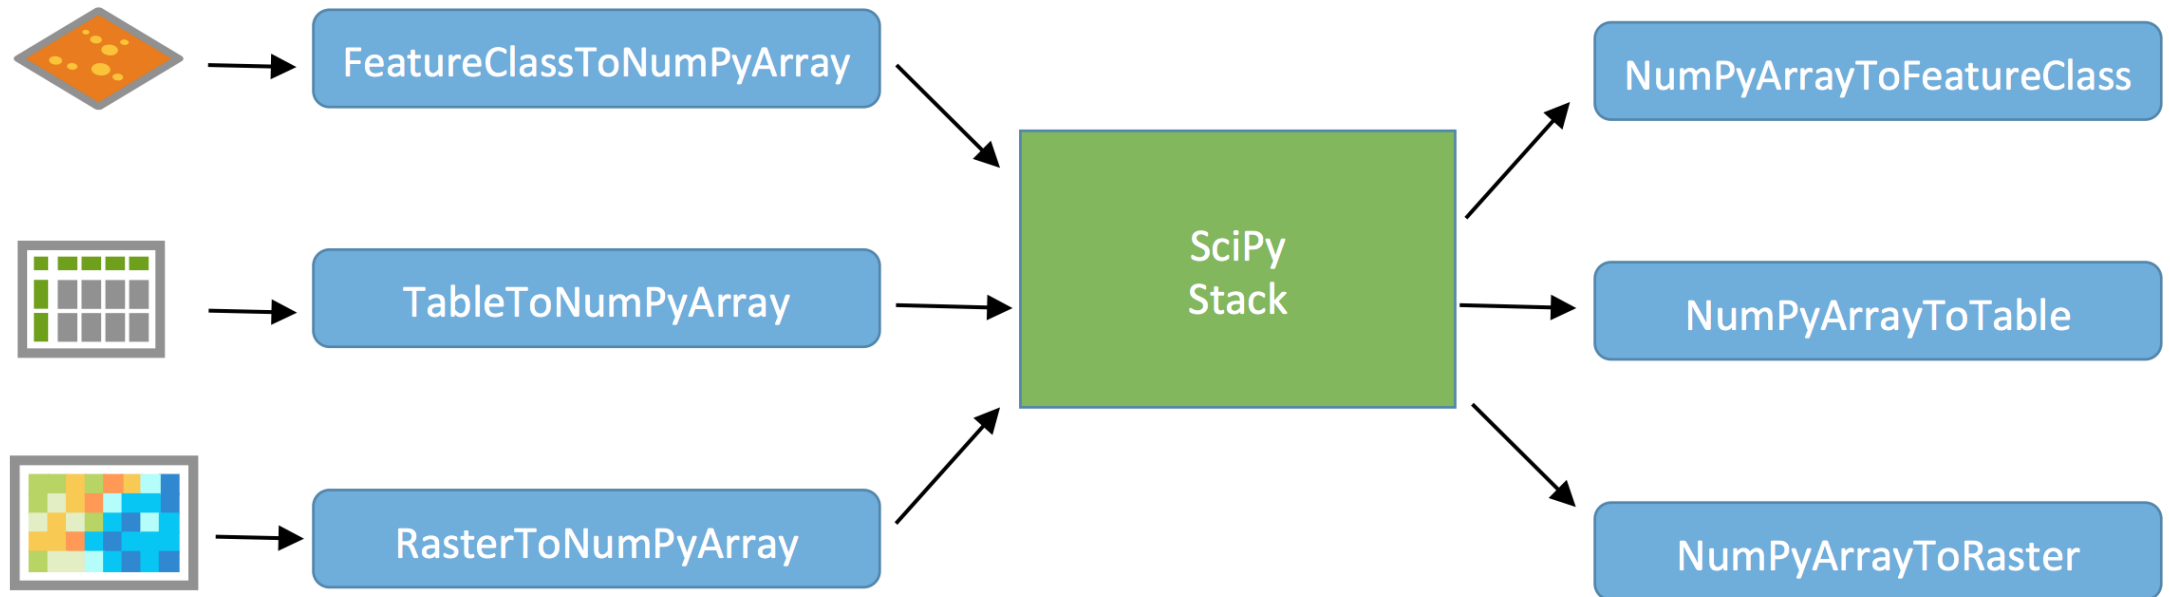 FeatureClassToNumPyArray
TableToNumPyArray
RasterToNumPyArray
SciPy
Stack
NumPyArrayToFeatureClass
NumPyArrayToTable
NumPyArrayToRaster